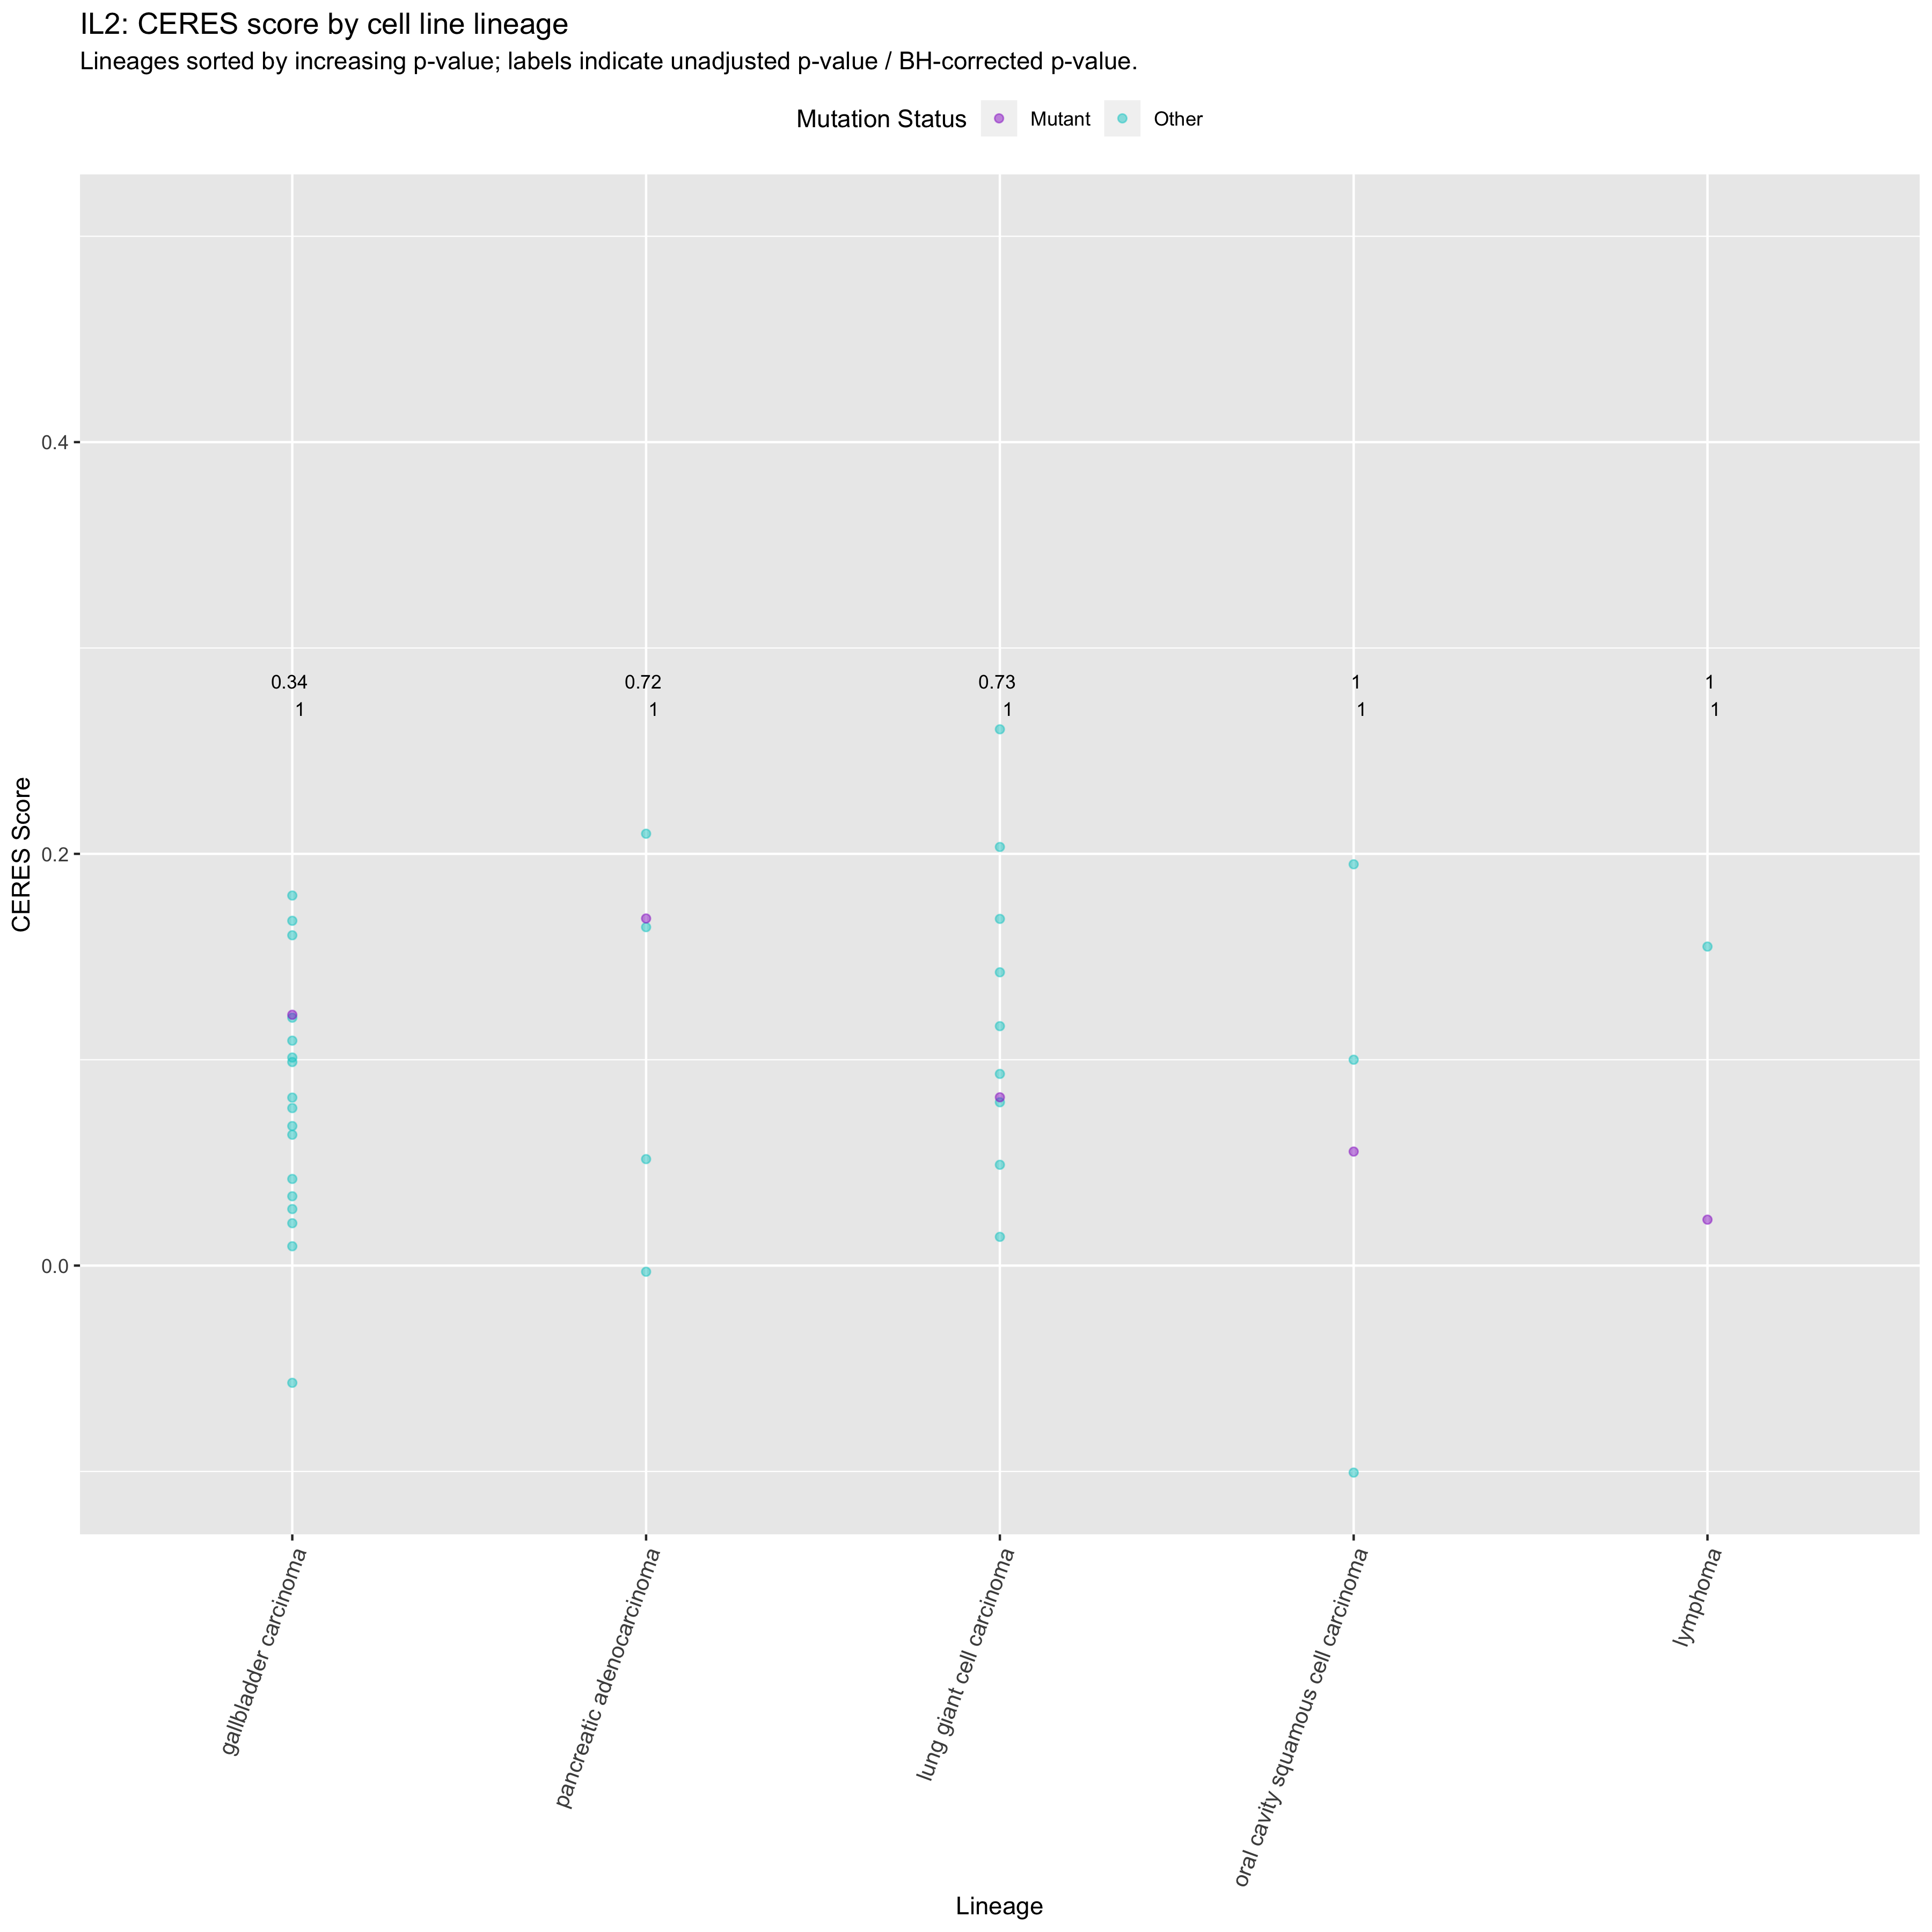 IL2: CERES score by cell line lineage
Lineages sorted by increasing p-value; labels indicate unadjusted p-value / BH-corrected p-value.
Mutation Status Mutant Other
0.4
0.34 0.72 0.73 1 1
1 1 1 1 1
CERES Score
0.2
0.0
gallbladder carcinoma
pancreatic adenocarcinoma
lung giant cell carcinoma
oral cavity squamous cell carcinoma
lymphoma
Lineage